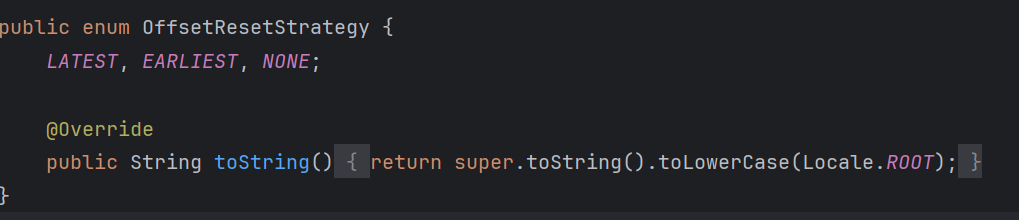 public enum OffsetResetStrategy {
LATEST, EARLIEST, NONE;
@Override
public String toString() { return super.toString().toLowerCase(Locale.ROOT); }
}